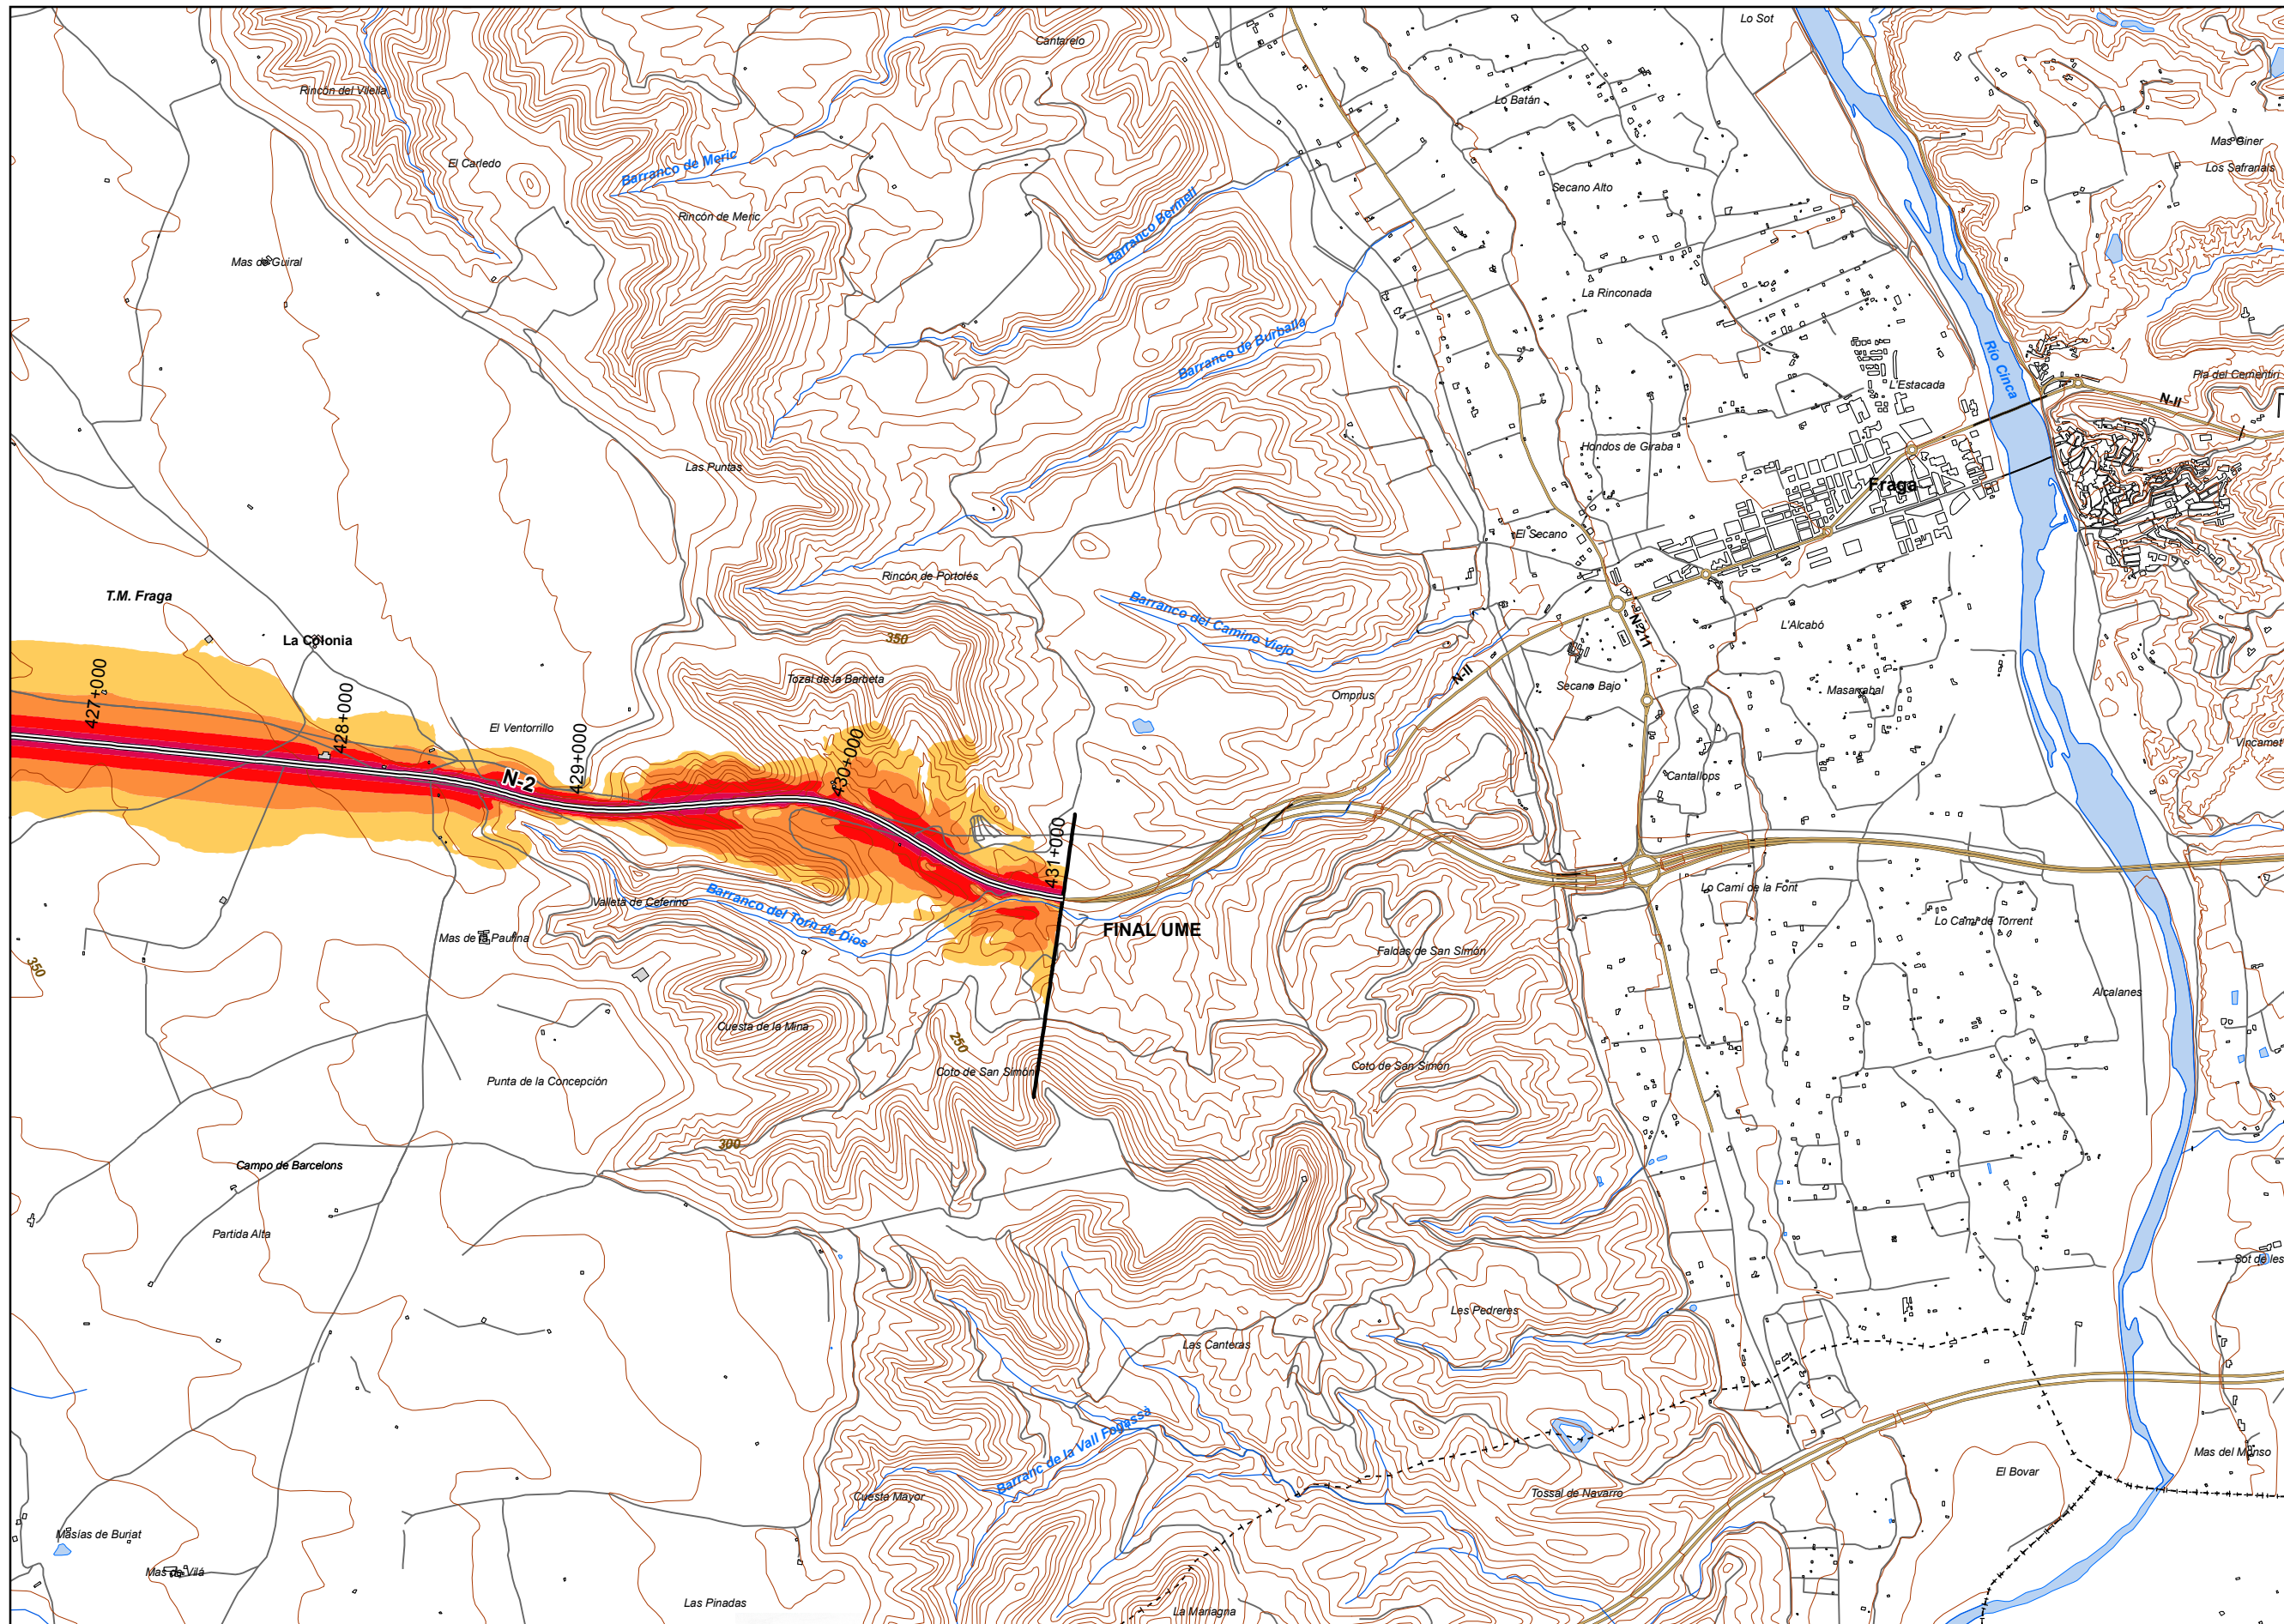 Lo Sot
Cantarelo
Rincón del Vilella
Lo Batán
Mas Giner
El Carledo
Barranco de Meric
Los Safranals
Secano Alto
Rincón de Meric
Barranco Bermell
Mas de Guiral
La Rinconada
Barranco de Burballa
Río Cinca
Pla del Cementiri
L'Estacada
N-II
Hondos de Giraba
Las Puntas
Fraga
El Secano
Rincón de Portolés
T.M. Fraga
Barranco del Camino Viejo
L'Alcabó
N-211
La Colonia
350
Tozal de la Barbeta
N-II
Secano Bajo
Omprius
Masarrabal
427+000
428+000
El Ventorrillo
429+000
430+000
Vincamet
N-2
Cantallops
431+000
Lo Camí de la Font
Valleta de Ceferino
Barranco del Torín de Dios
Lo Camí de Torrent
FINAL UME
Mas de la Paulina
Faldas de San Simón
350
Alcalanes
Cuesta de la Mina
250
Coto de San Simón
Coto de San Simón
Punta de la Concepción
300
Campo de Barcelons
Partida Alta
Sot de les
Les Pedreres
Las Canteras
Barranc de la Vall Fogassa
Mas del Monso
El Bovar
Cuesta Mayor
Tossal de Navarro
Masías de Buriat
Mas de Vilá
Las Pinadas
La Mariagna